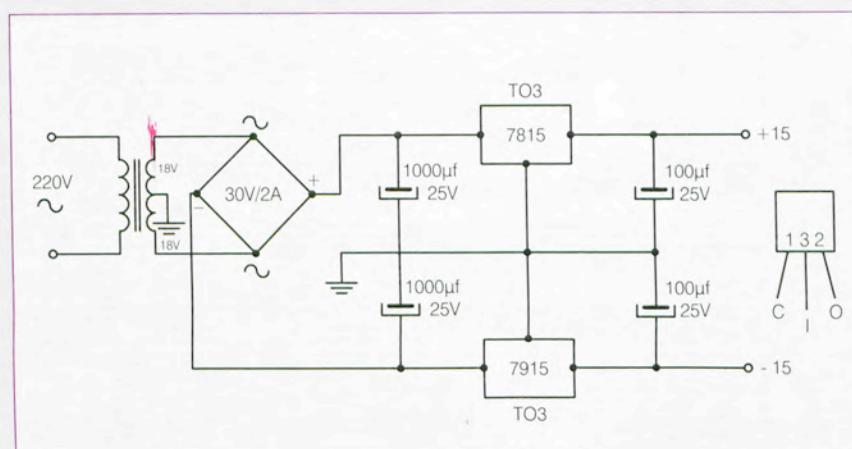 TO3
7815
+15
220V
18V
18V
30V/2A
+
-
1000µf
25V
100µf
25V
1 3 2
C
I
O
1000µf
25V
100µf
25V
7915
TO3
- 15